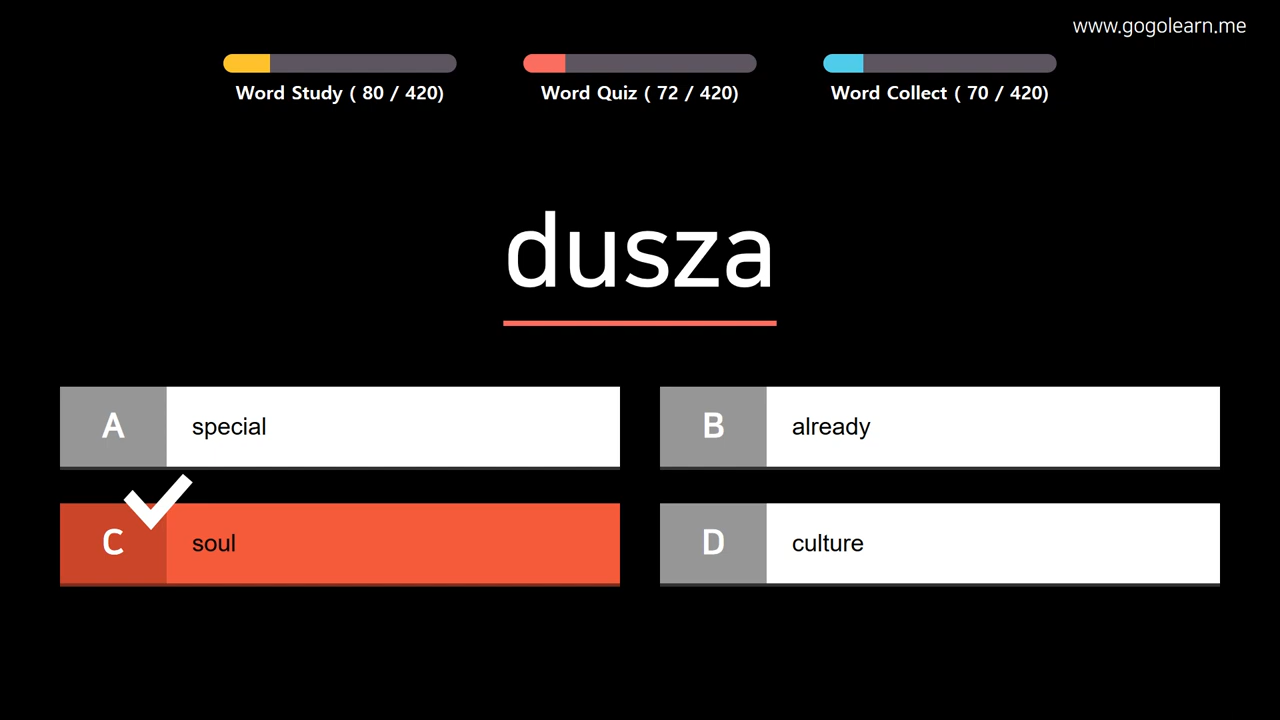 www.gogolearn.me
Word Study ( 80 / 420)
Word Quiz ( 72 / 420)
Word Collect ( 70 / 420)
dusza
A special
B already
C soul
D culture